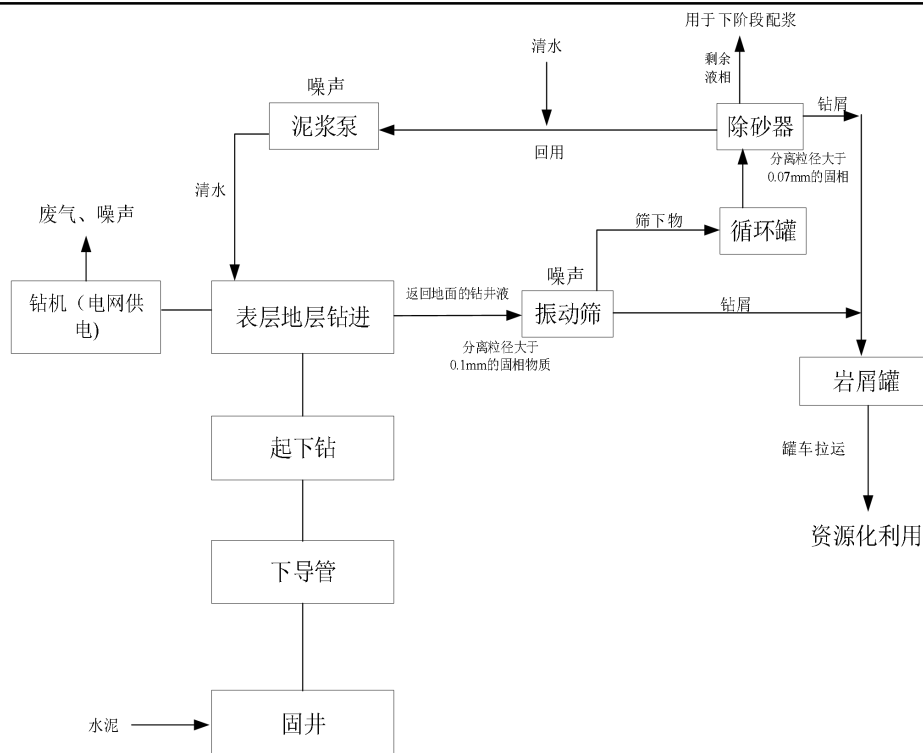 用于下阶段配浆
清水
剩余
液相
噪声
钻屑
泥浆泵
除砂器
回用
分离粒径大于
0.07mm的固相
清水
废气、噪声
筛下物
循环罐
噪声
钻机（电网供
电)
表层地层钻进
返回地面的钻井液
振动筛
钻屑
分离粒径大于
0.1mm的固相物质
岩屑罐
起下钻
罐车拉运
资源化利用
下导管
水泥
固井